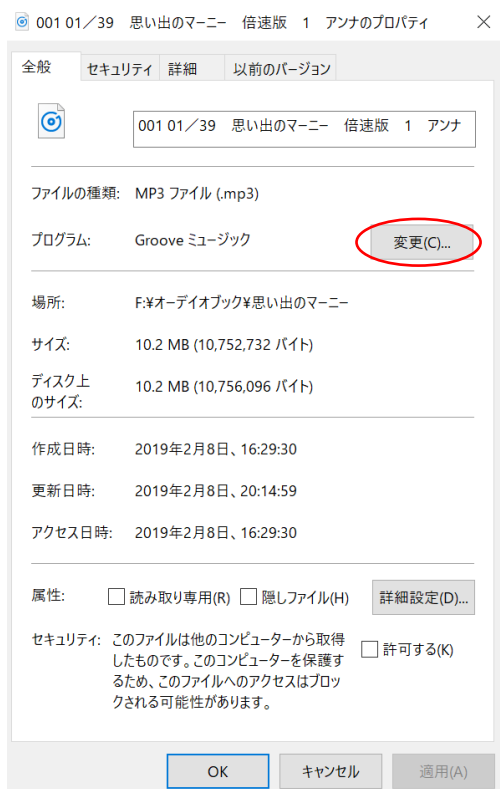 001 01／39　思い出のマーニー　倍速版　1　アンナのプロパティ
全般　セキュリティ　詳細　以前のバージョン
001 01／39　思い出のマーニー　倍速版　1　アンナ
ファイルの種類:　MP3 ファイル (.mp3)
プログラム:　Groove ミュージック　変更(C)...
場所:　F:¥オーデイオブック¥思い出のマーニー
サイズ:　10.2 MB (10,752,732 バイト)
ディスク上
のサイズ:　10.2 MB (10,756,096 バイト)
作成日時:　2019年2月8日、16:29:30
更新日時:　2019年2月8日、20:14:59
アクセス日時:　2019年2月8日、16:29:30
属性:　読み取り専用(R)　隠しファイル(H)　詳細設定(D)...
セキュリティ:　このファイルは他のコンピューターから取得
したものです。このコンピューターを保護す
るため、このファイルへのアクセスはブロッ
クされる可能性があります。
許可する(K)
OK　キャンセル　適用(A)